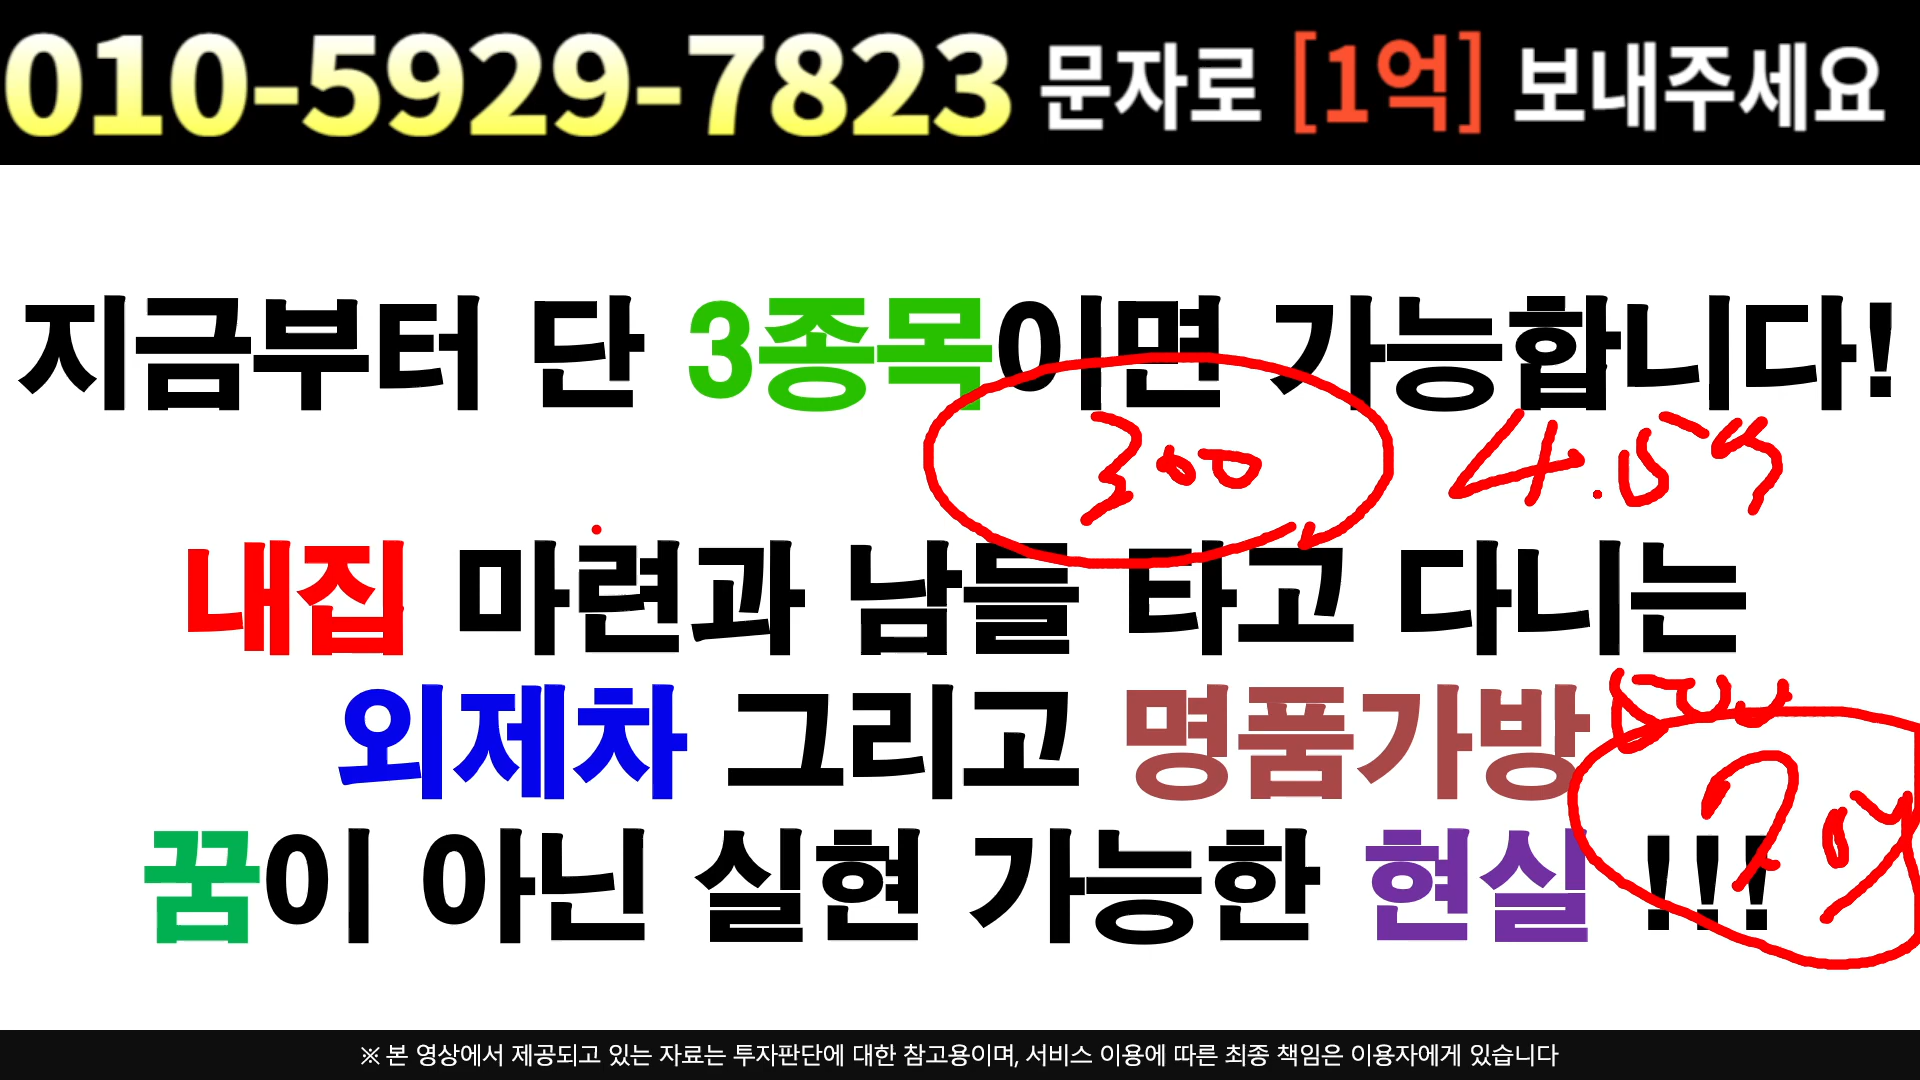 010-5929-7823 문자로 [1억] 보내주세요
지금부터 단 3종목이면 가능합니다!
300
4.5억
내집 마련과 남들 타고 다니는
외제차 그리고 명품가방
500
꿈이 아닌 실현 가능한 현실 !!!
※ 본 영상에서 제공되고 있는 자료는 투자판단에 대한 참고용이며, 서비스 이용에 따른 최종 책임은 이용자에게 있습니다